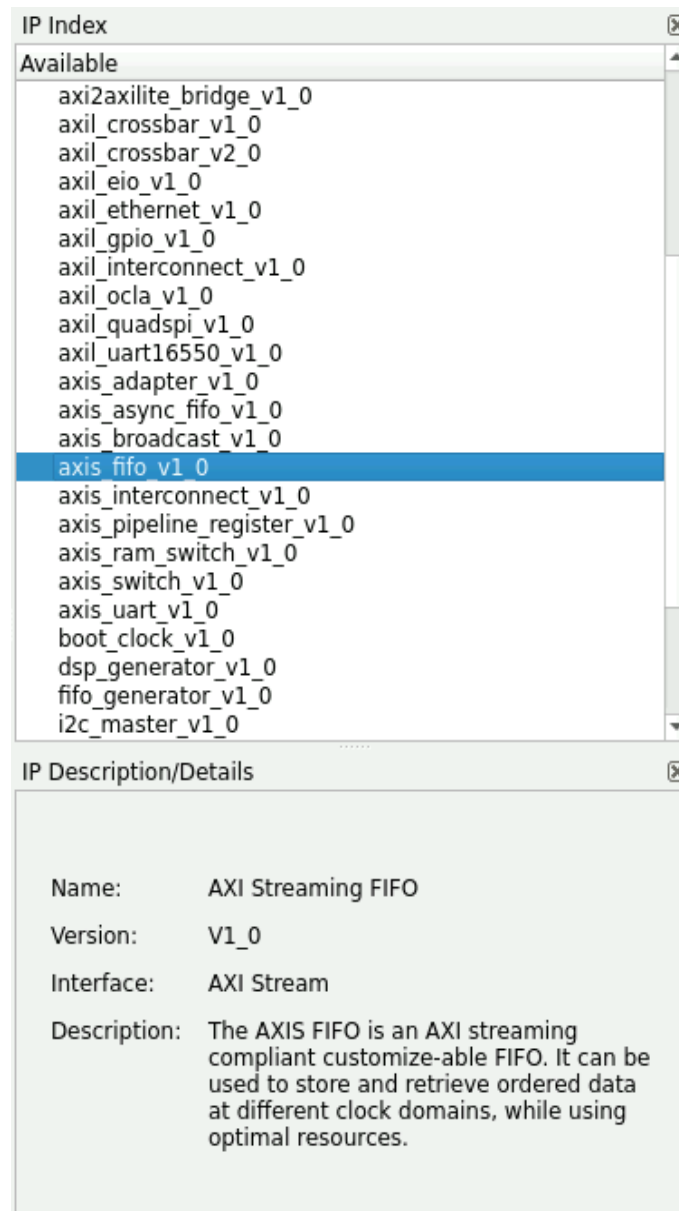 IP Index
Available
axi2axilite_bridge_v1_0
axil_crossbar_v1_0
axil_crossbar_v2_0
axil_eio_v1_0
axil_ethernet_v1_0
axil_gpio_v1_0
axil_interconnect_v1_0
axil_ocla_v1_0
axil_quadspi_v1_0
axil_uart16550_v1_0
axis_adapter_v1_0
axis_async_fifo_v1_0
axis_broadcast_v1_0
axis_fifo_v1_0
axis_interconnect_v1_0
axis_pipeline_register_v1_0
axis_ram_switch_v1_0
axis_switch_v1_0
axis_uart_v1_0
boot_clock_v1_0
dsp_generator_v1_0
fifo_generator_v1_0
i2c_master_v1_0
IP Description/Details
Name: AXI Streaming FIFO
Version: V1_0
Interface: AXI Stream
Description: The AXIS FIFO is an AXI streaming
compliant customize-able FIFO. It can be
used to store and retrieve ordered data
at different clock domains, while using
optimal resources.